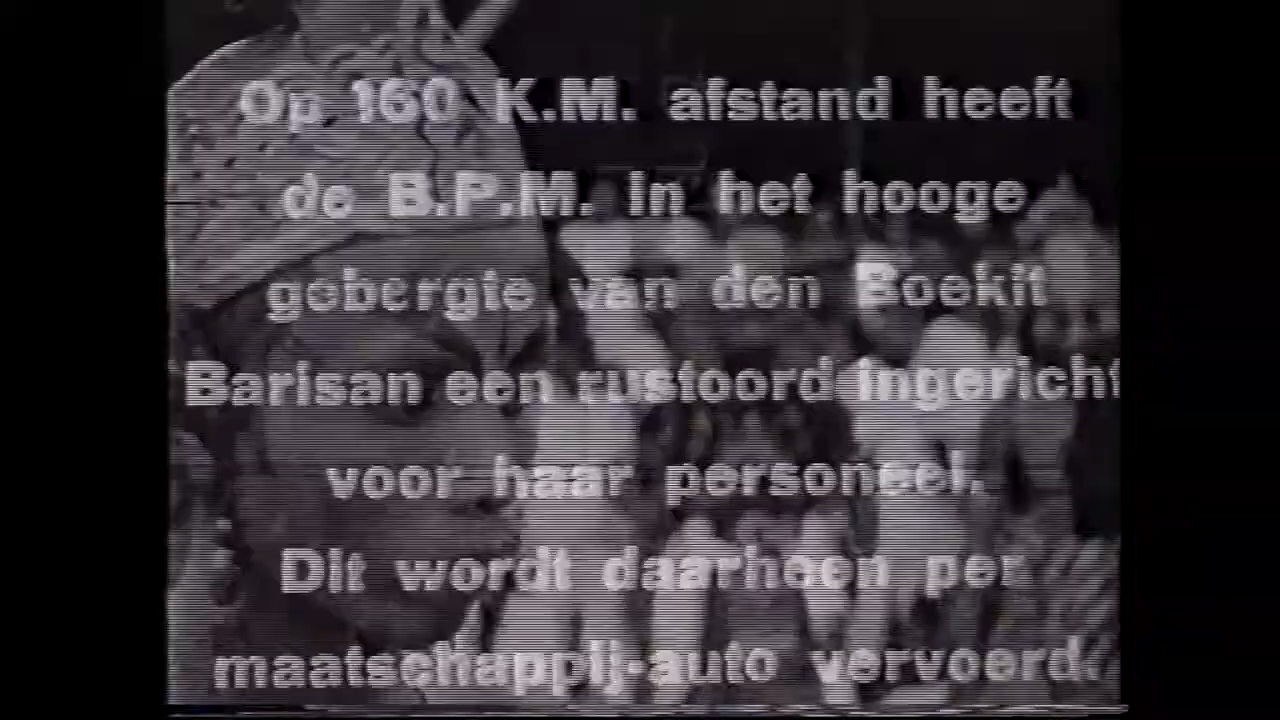 Op 160 K.M. afstand heeft
de B.P.M. in het hooge
gebergte van den Boekit
Barisan een rustoord ingericht
voor haar personeel.
Dit wordt daarheen per
maatschappij-auto vervoerd.